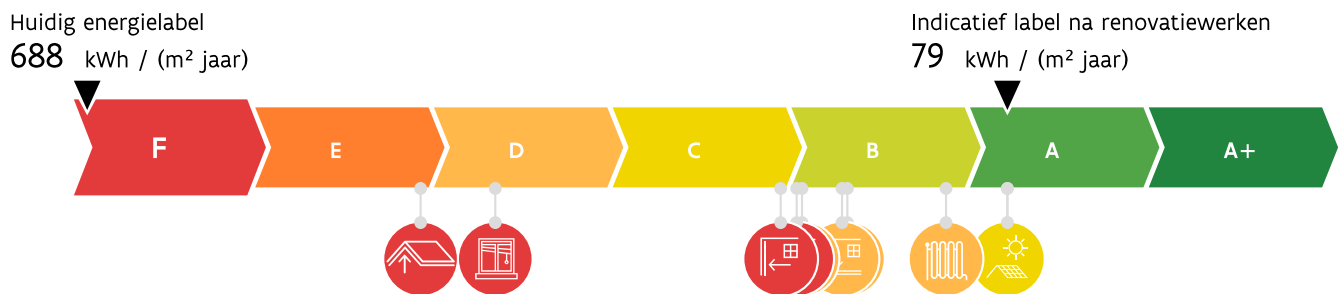 Huidig energielabel
688 kWh / (m² jaar)
Indicatief label na renovatiewerken
79 kWh / (m² jaar)
F E D C B A A+